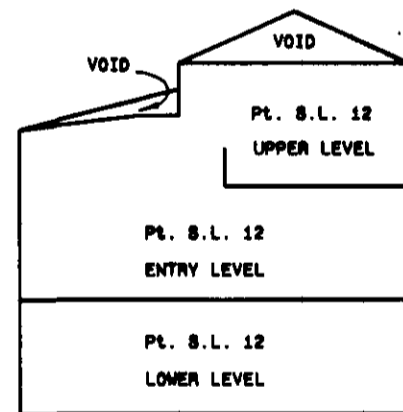 VOID
VOID
Pt. S.L. 12
UPPER LEVEL
Pt. S.L. 12
ENTRY LEVEL
Pt. S.L. 12
LOWER LEVEL